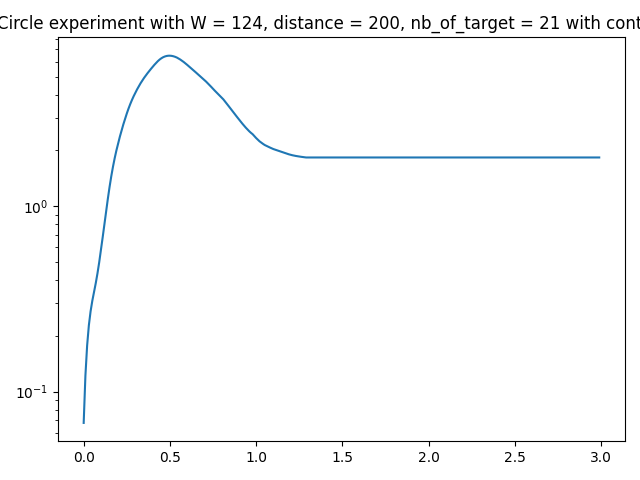 Circle experiment with W = 124, distance = 200, nb_of_target = 21 with cont
10⁰
10⁻¹
0.0 0.5 1.0 1.5 2.0 2.5 3.0